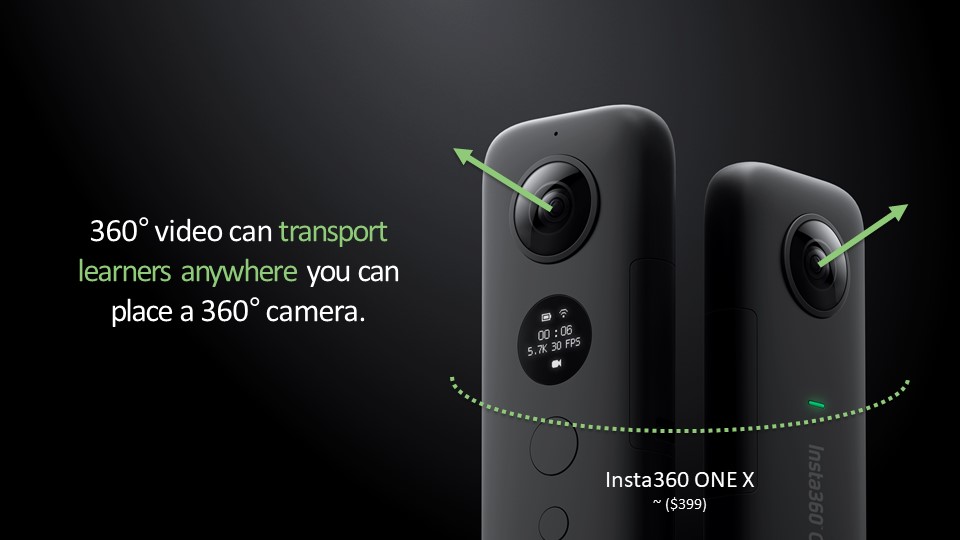 360° video can transport
learners anywhere you can
place a 360° camera.
00:06
5.7K 30 FPS
Insta360 ONE X
~ ($399)
Insta360